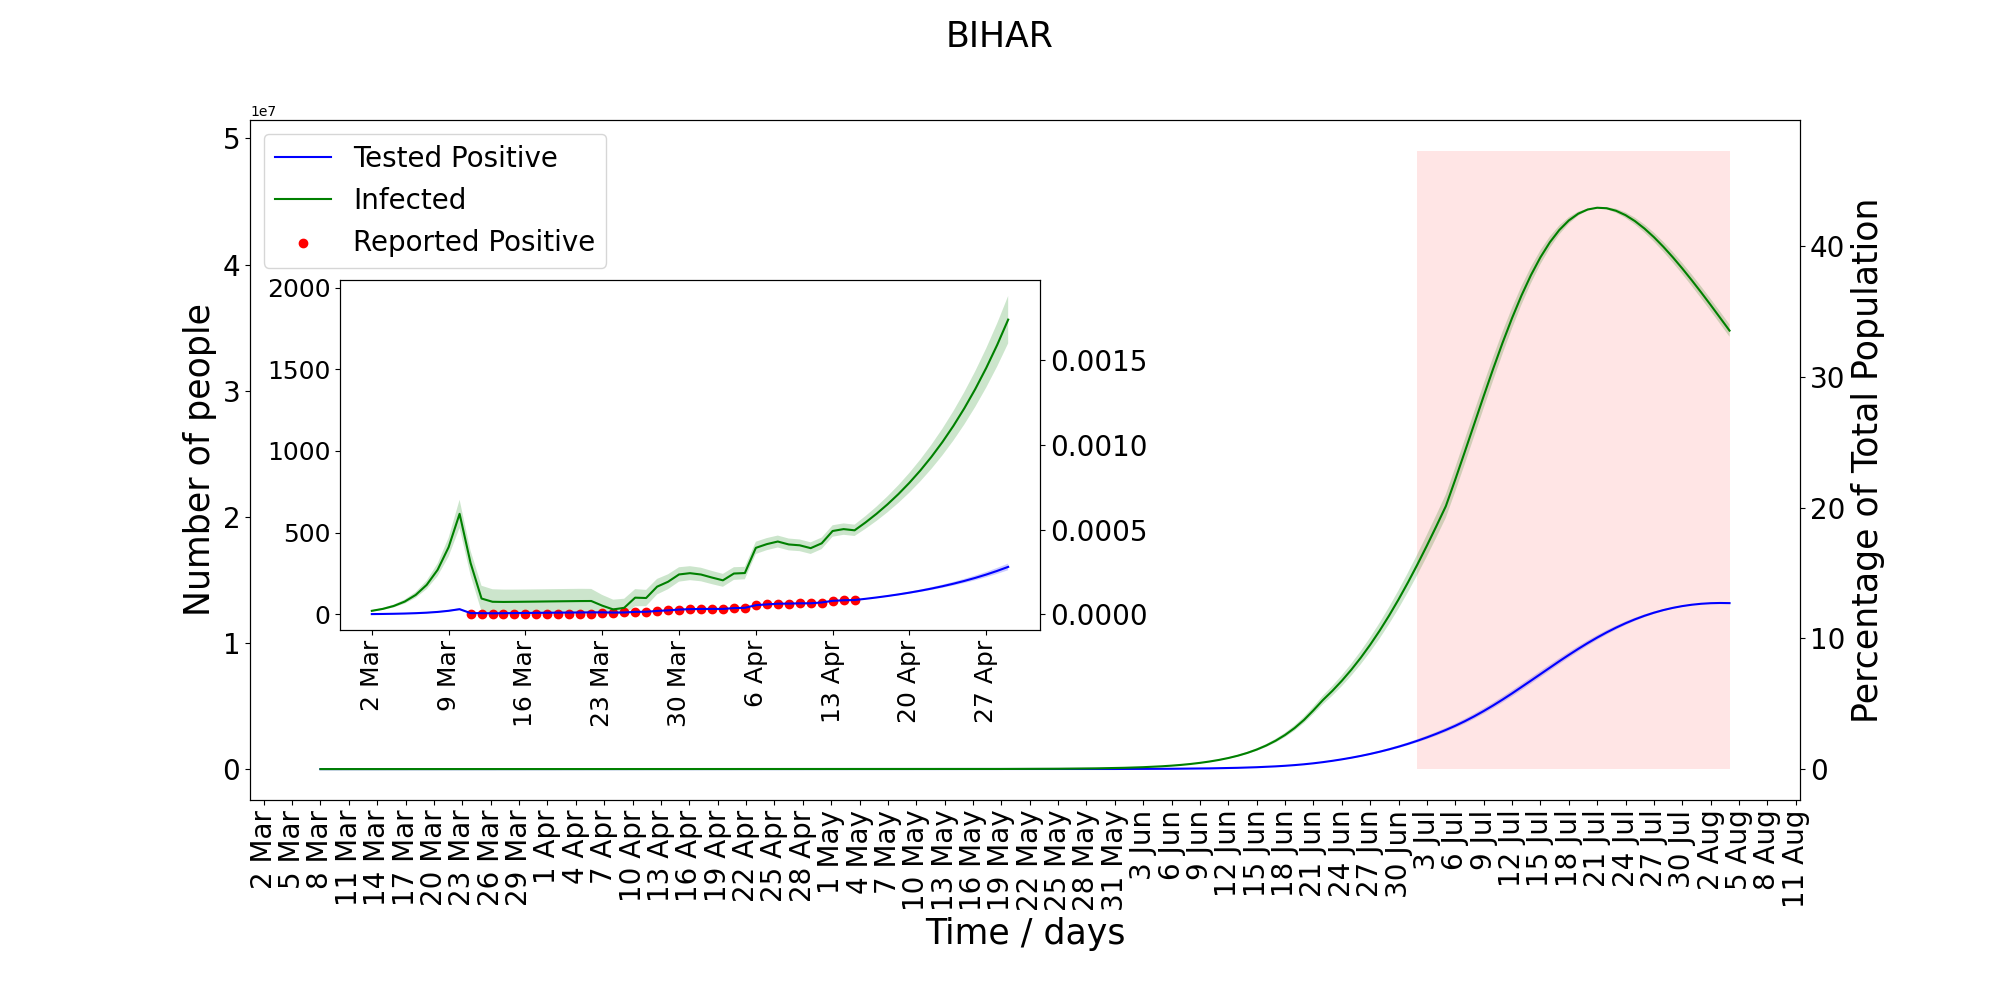 BIHAR
1e7
5
4
3
2
1
0
Number of people
Tested Positive
Infected
Reported Positive
2000
1500
1000
500
0
0.0015
0.0010
0.0005
0.0000
2 Mar
9 Mar
16 Mar
23 Mar
30 Mar
6 Apr
13 Apr
20 Apr
27 Apr
40
30
20
10
0
Percentage of Total Population
2 Mar
5 Mar
8 Mar
11 Mar
14 Mar
17 Mar
20 Mar
23 Mar
26 Mar
29 Mar
1 Apr
4 Apr
7 Apr
10 Apr
13 Apr
16 Apr
19 Apr
22 Apr
25 Apr
28 Apr
1 May
4 May
7 May
10 May
13 May
16 May
19 May
22 May
25 May
28 May
31 May
3 Jun
6 Jun
9 Jun
12 Jun
15 Jun
18 Jun
21 Jun
24 Jun
27 Jun
30 Jun
3 Jul
6 Jul
9 Jul
12 Jul
15 Jul
18 Jul
21 Jul
24 Jul
27 Jul
30 Jul
2 Aug
5 Aug
8 Aug
11 Aug
Time / days